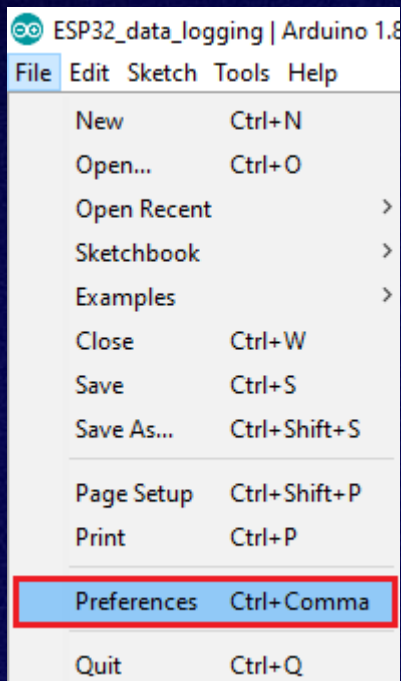 ESP32_data_logging | Arduino 1.8
File Edit Sketch Tools Help
New Ctrl+N
Open... Ctrl+O
Open Recent
Sketchbook
Examples
Close Ctrl+W
Save Ctrl+S
Save As... Ctrl+Shift+S
Page Setup Ctrl+Shift+P
Print Ctrl+P
Preferences Ctrl+Comma
Quit Ctrl+Q